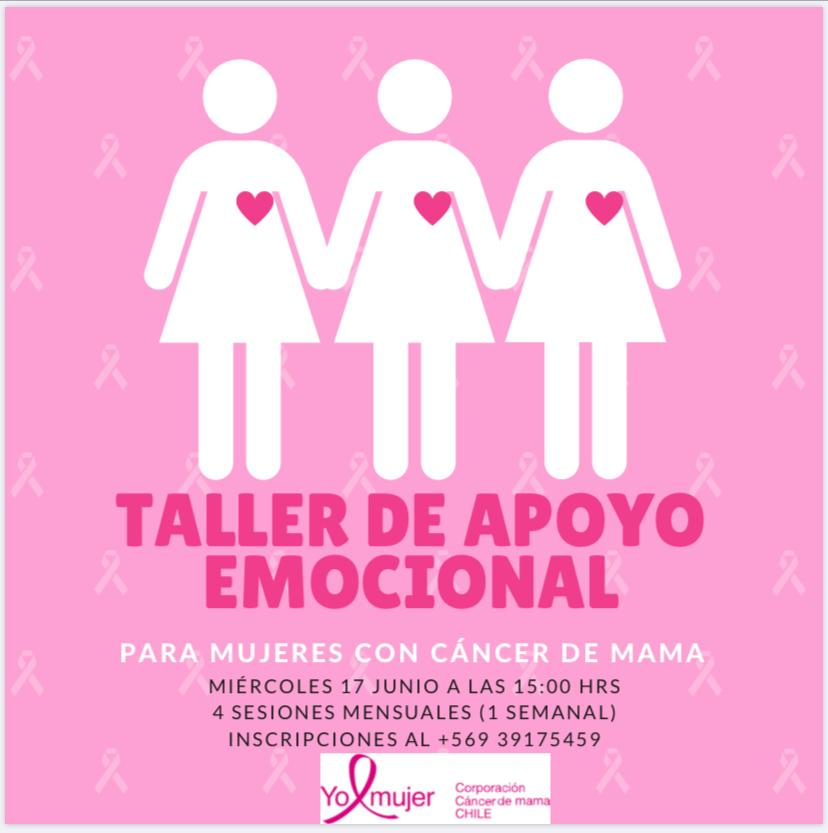 TALLER DE APOYO
EMOCIONAL
PARA MUJERES CON CÁNCER DE MAMA
MIÉRCOLES 17 JUNIO A LAS 15:00 HRS
4 SESIONES MENSUALES (1 SEMANAL)
INSCRIPCIONES AL +569 39175459
Yo mujer
Corporación
Cáncer de mama
CHILE